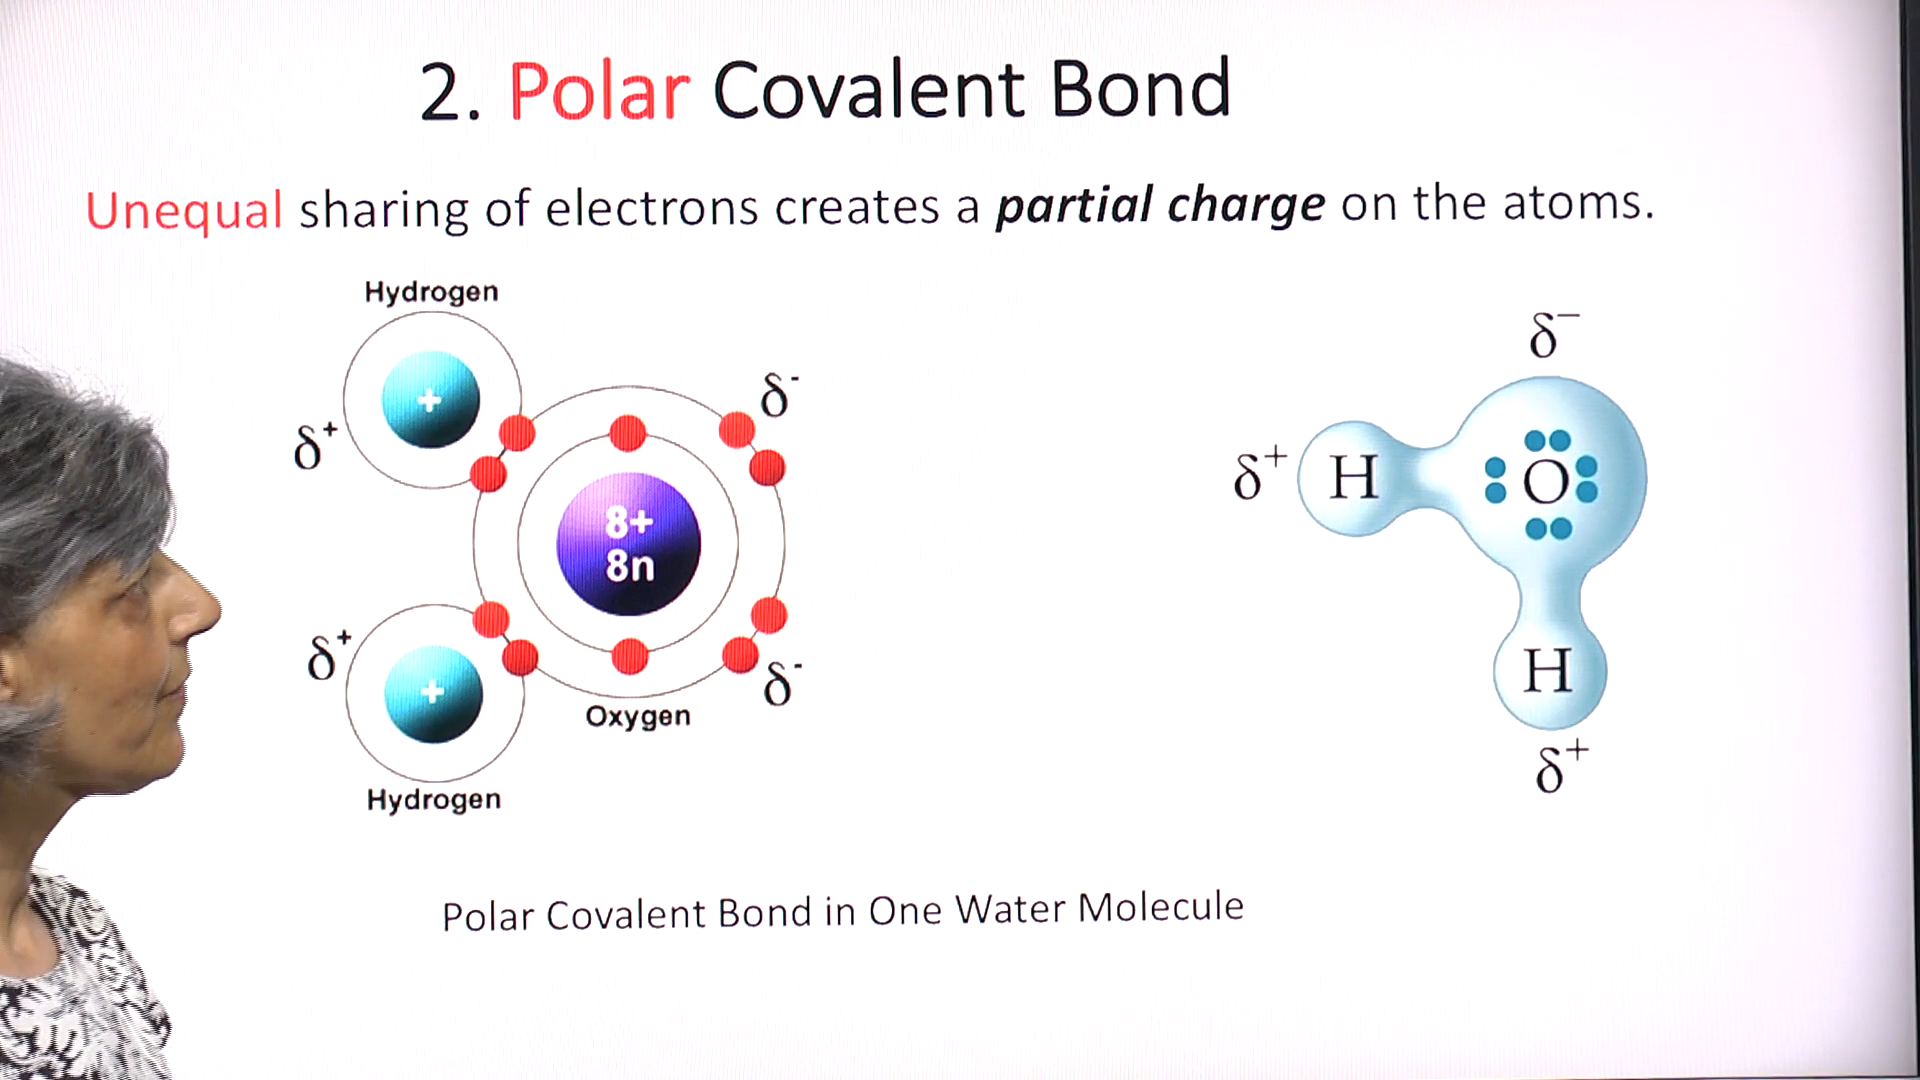 2. Polar Covalent Bond
Unequal sharing of electrons creates a partial charge on the atoms.
Hydrogen
δ⁺
+
δ⁻
8+
8n
δ⁺
+
δ⁻
Oxygen
Hydrogen
δ⁻
δ⁺ H O
H
δ⁺
Polar Covalent Bond in One Water Molecule